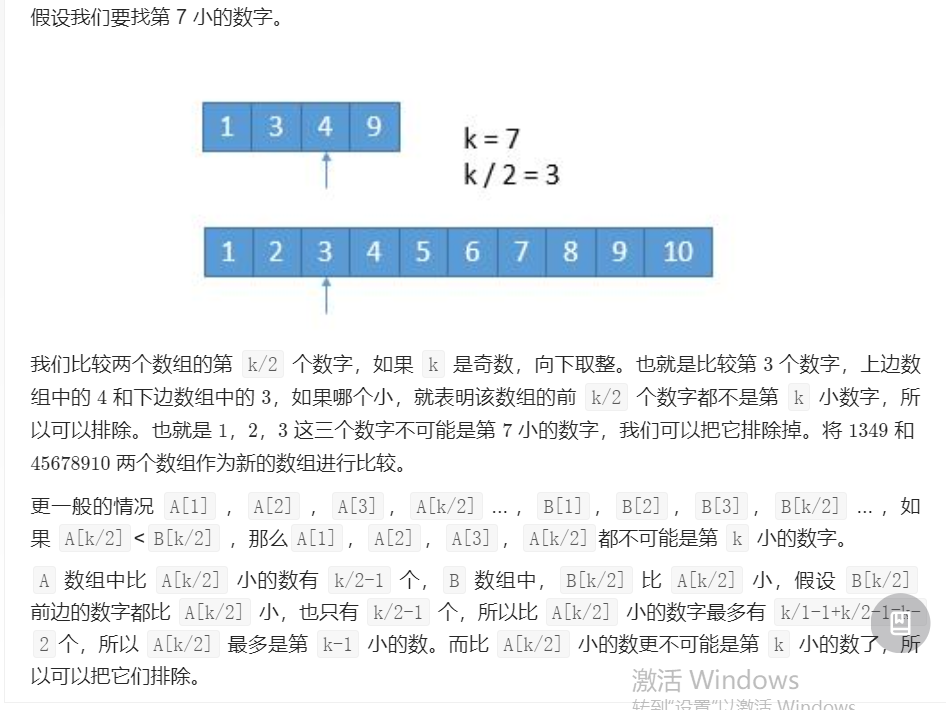 假设我们要找第 7 小的数字。
1 3 4 9
k = 7
k / 2 = 3
1 2 3 4 5 6 7 8 9 10
我们比较两个数组的第 k/2 个数字，如果 k 是奇数，向下取整。也就是比较第 3 个数字，上边数
组中的 4 和下边数组中的 3，如果哪个小，就表明该数组的前 k/2 个数字都不是第 k 小数字，所
以可以排除。也就是 1，2，3 这三个数字不可能是第 7 小的数字，我们可以把它排除掉。将 1349 和
45678910 两个数组作为新的数组进行比较。
更一般的情况 A[1] ， A[2] ， A[3] ， A[k/2] ... ， B[1] ， B[2] ， B[3] ， B[k/2] ... ，如
果 A[k/2] < B[k/2] ，那么 A[1] ， A[2] ， A[3] ， A[k/2] 都不可能是第 k 小的数字。
A 数组中比 A[k/2] 小的数有 k/2-1 个， B 数组中， B[k/2] 比 A[k/2] 小，假设 B[k/2]
前边的数字都比 A[k/2] 小，也只有 k/2-1 个，所以比 A[k/2] 小的数字最多有 k/1-1+k/2-1=k-
2 个，所以 A[k/2] 最多是第 k-1 小的数。而比 A[k/2] 小的数更不可能是第 k 小的数了，所
以可以把它们排除。
激活 Windows
转到"设置"以激活 Windows